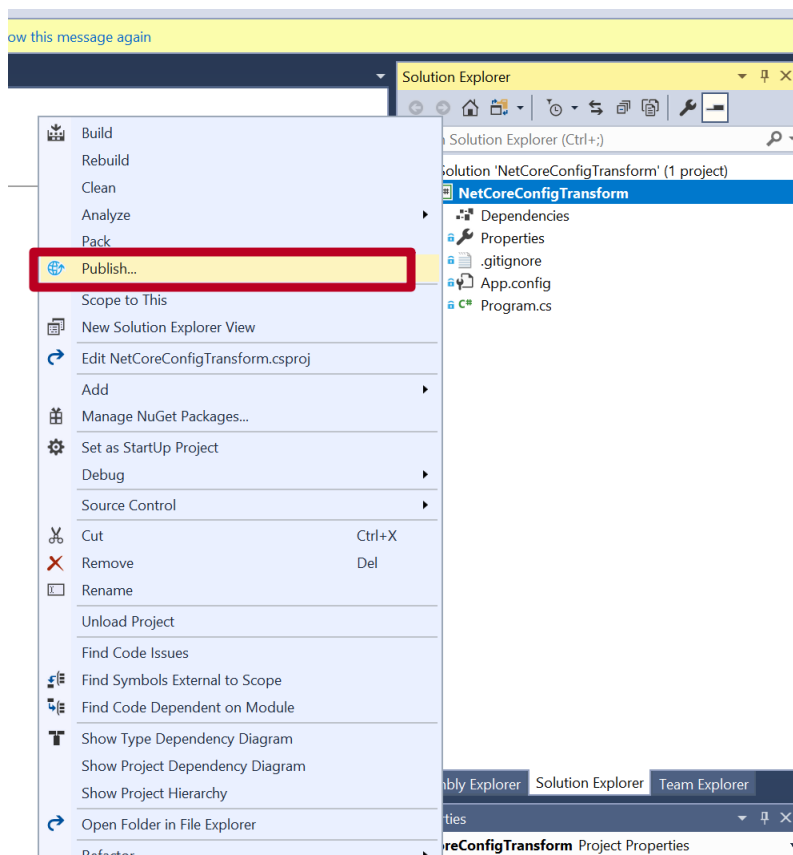 ow this message again
Solution Explorer
Solution Explorer (Ctrl+;)
Solution 'NetCoreConfigTransform' (1 project)
NetCoreConfigTransform
Dependencies
Properties
.gitignore
App.config
C# Program.cs
Build
Rebuild
Clean
Analyze
Pack
Publish...
Scope to This
New Solution Explorer View
Edit NetCoreConfigTransform.csproj
Add
Manage NuGet Packages...
Set as StartUp Project
Debug
Source Control
Cut Ctrl+X
Remove Del
Rename
Unload Project
Find Code Issues
Find Symbols External to Scope
Find Code Dependent on Module
Show Type Dependency Diagram
Show Project Dependency Diagram
Show Project Hierarchy
Open Folder in File Explorer
Refactor
bly Explorer Solution Explorer Team Explorer
ties
reConfigTransform Project Properties